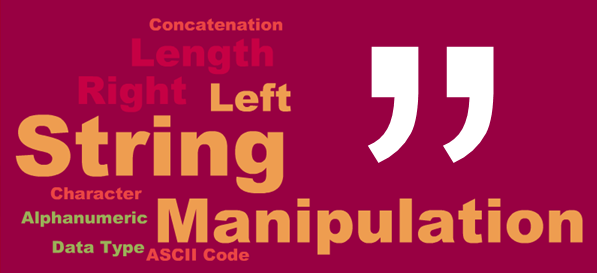 Concatenation
Length
Right
Left
String
Character
Alphanumeric
Manipulation
Data Type
ASCII Code
”